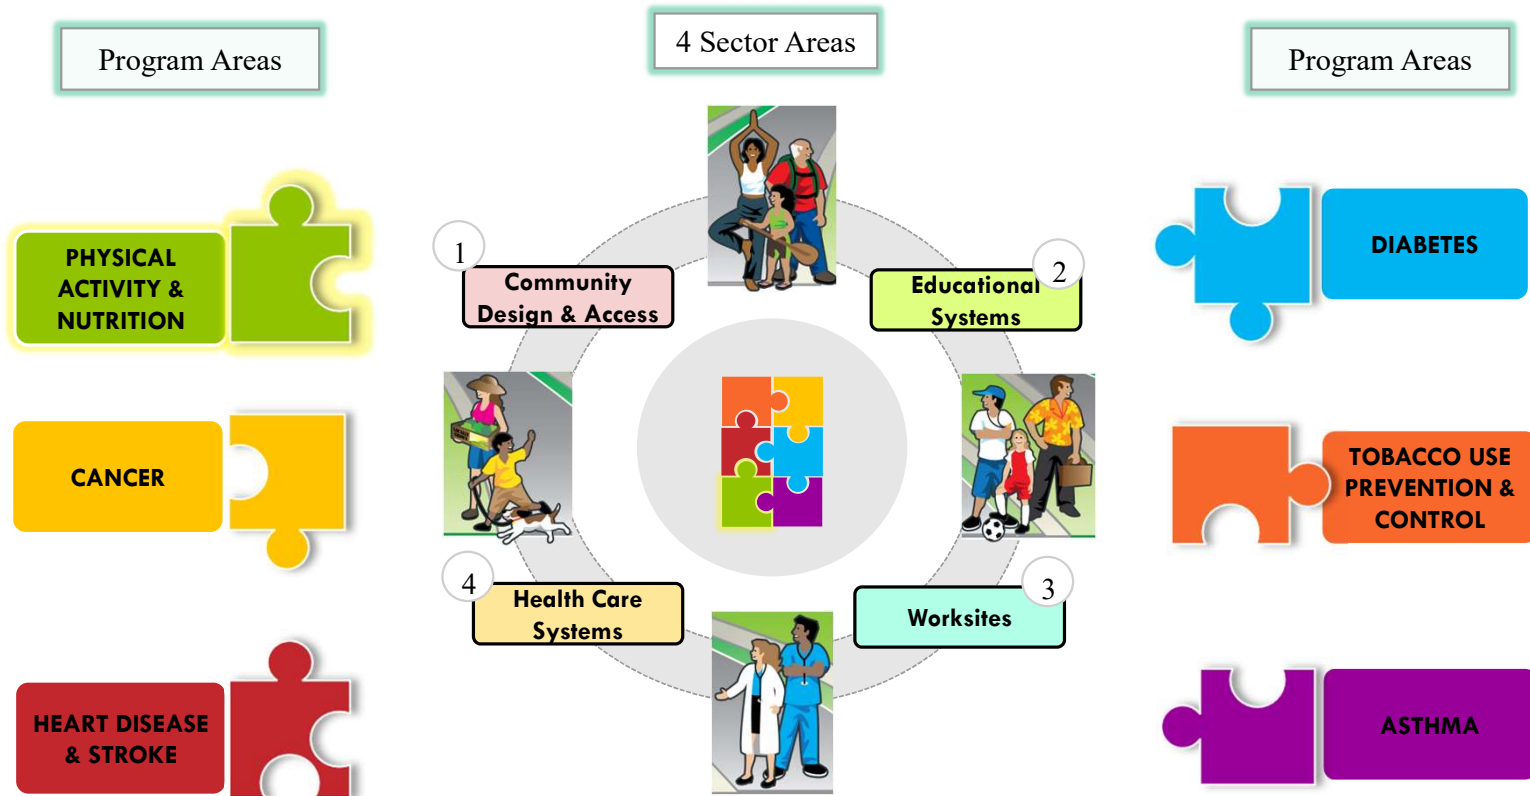 Program Areas
PHYSICAL
ACTIVITY &
NUTRITION
CANCER
HEART DISEASE
& STROKE
4 Sector Areas
1
Community
Design & Access
2
Educational
Systems
4
Health Care
Systems
3
Worksites
Program Areas
DIABETES
TOBACCO USE
PREVENTION &
CONTROL
ASTHMA